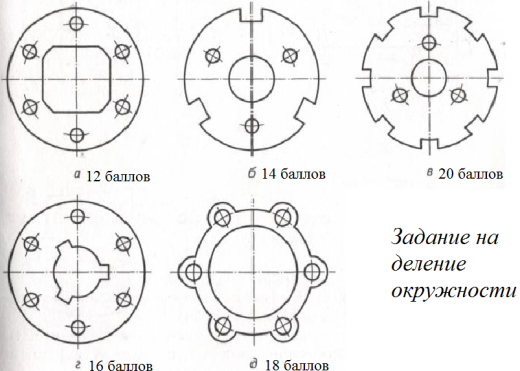 а 12 баллов
б 14 баллов
в 20 баллов
г 16 баллов
д 18 баллов
Задание на
деление
окружности